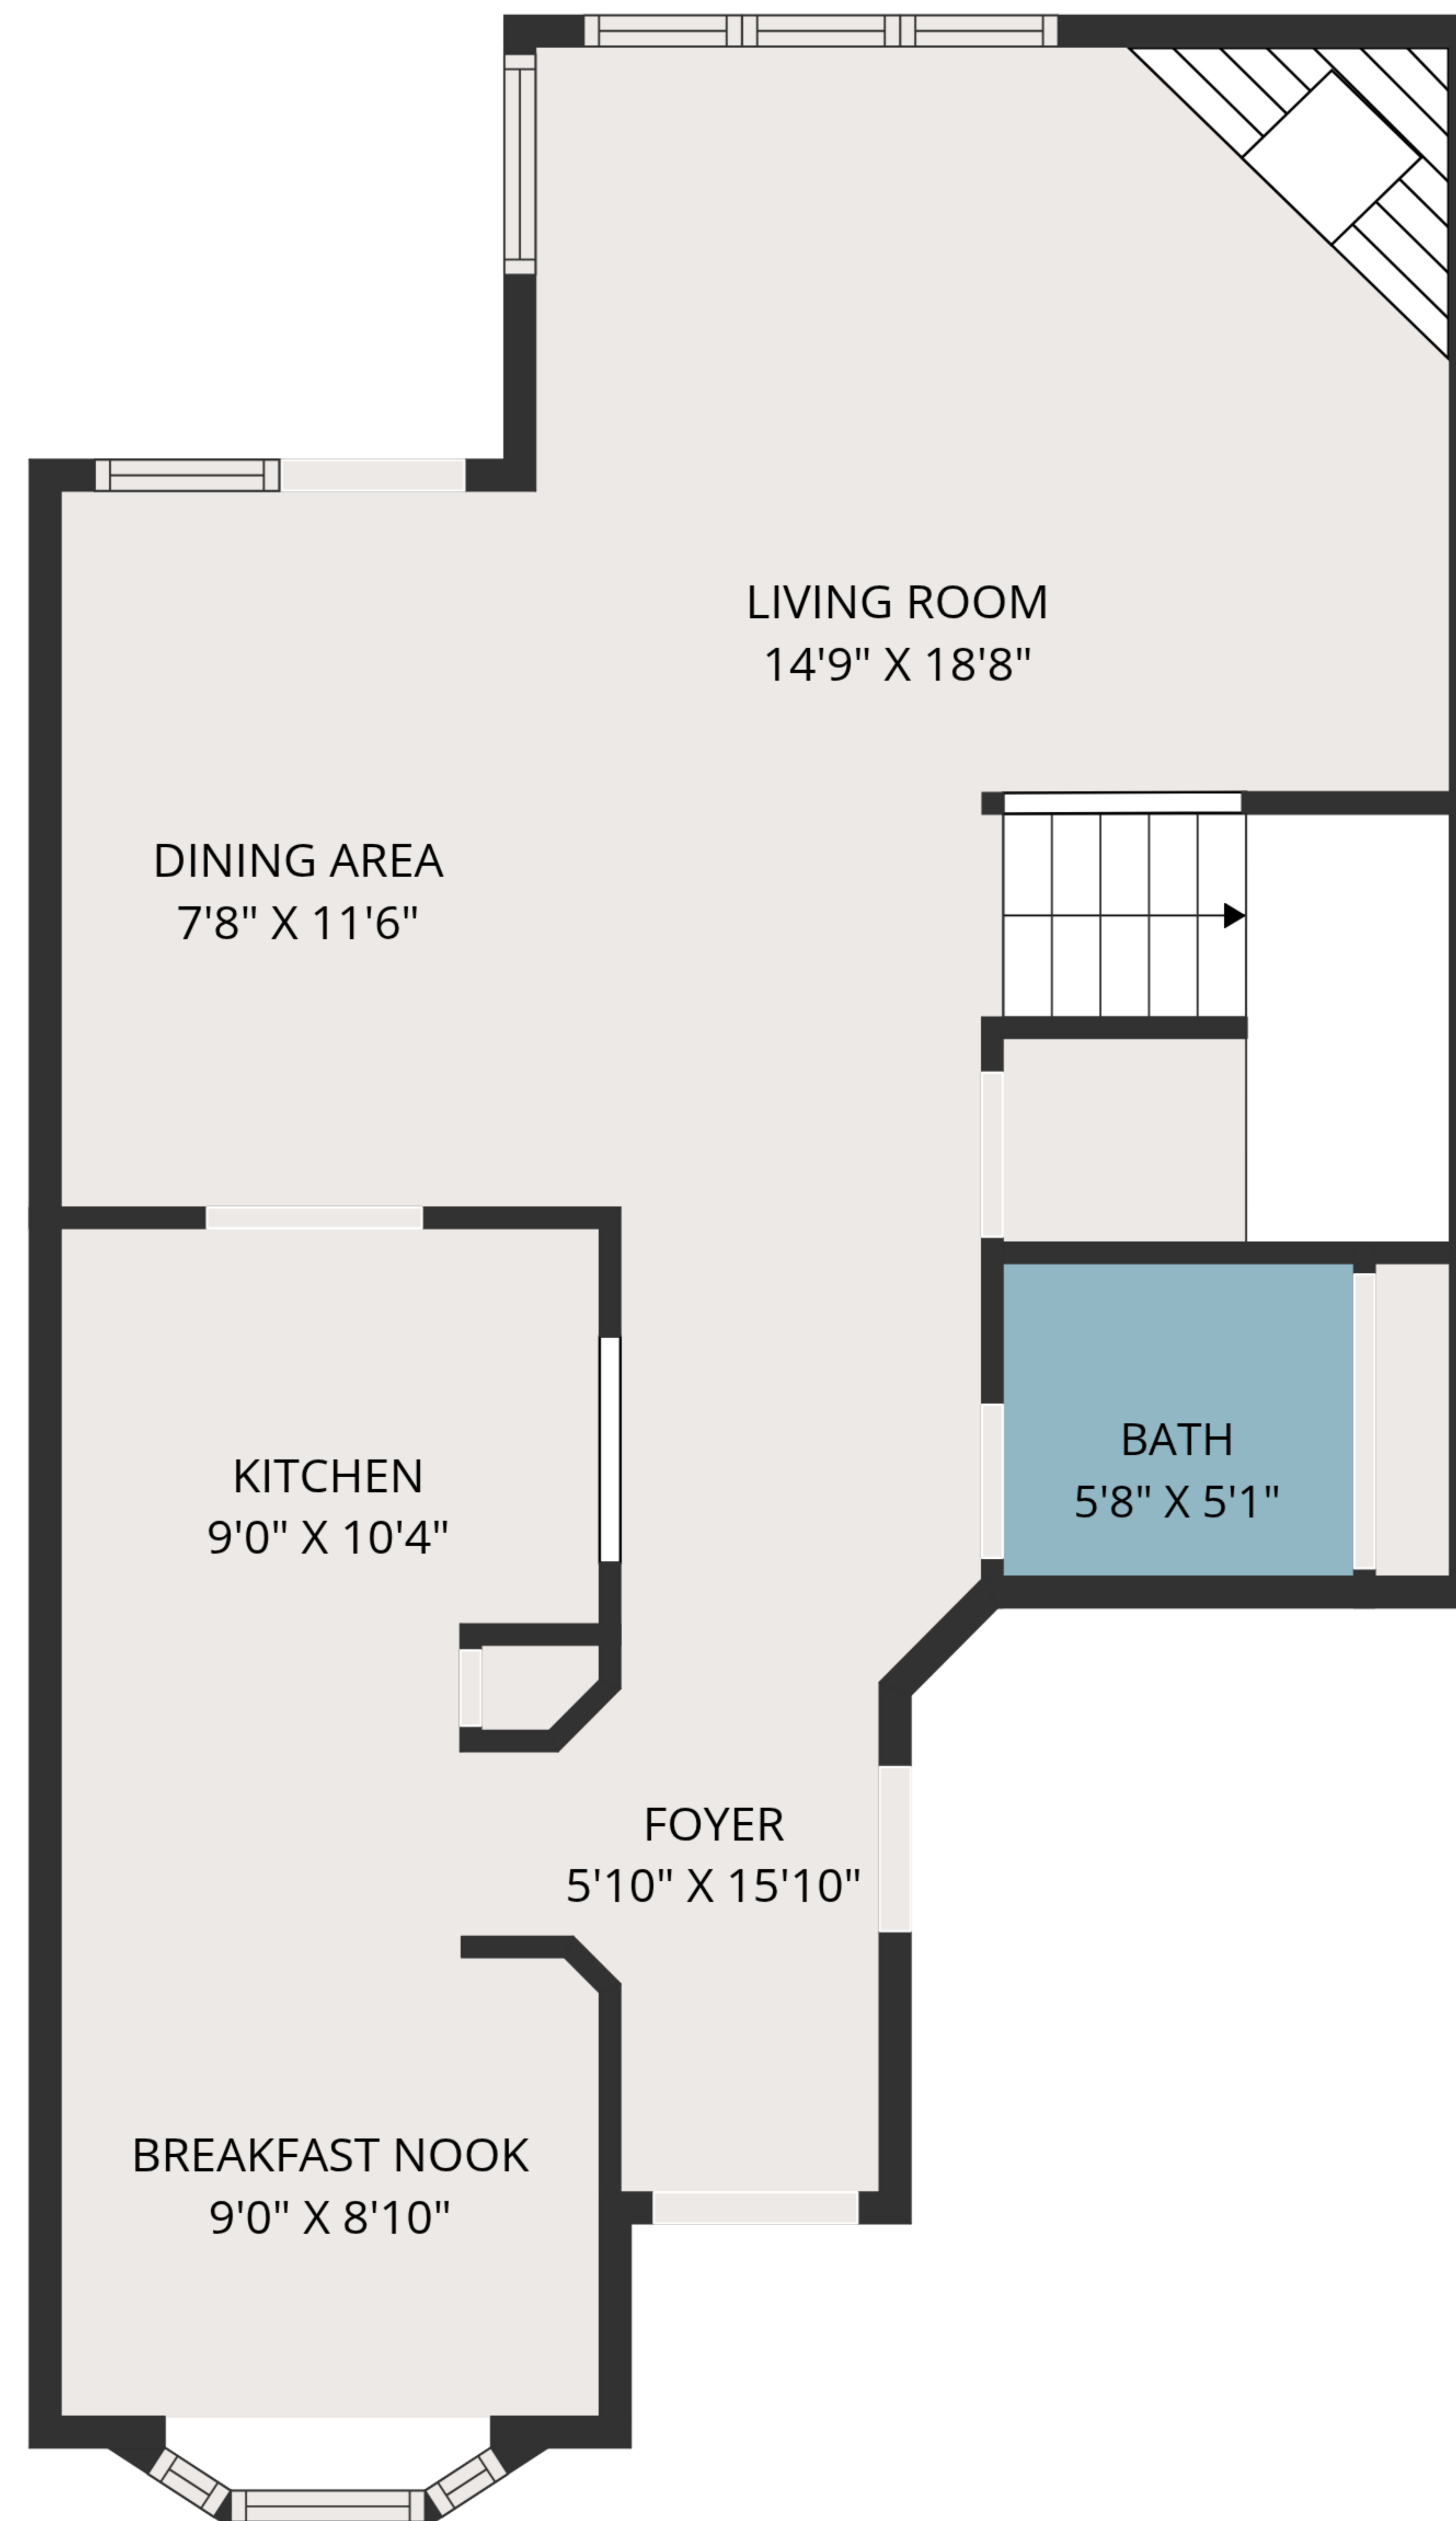 LIVING ROOM
14'9" X 18'8"
DINING AREA
7'8" X 11'6"
BATH
5'8" X 5'1"
KITCHEN
9'0" X 10'4"
FOYER
5'10" X 15'10"
BREAKFAST NOOK
9'0" X 8'10"